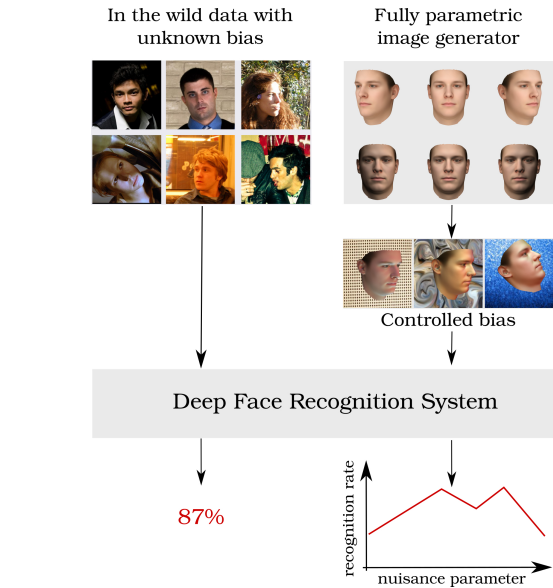 In the wild data with
unknown bias
Fully parametric
image generator
Controlled bias
Deep Face Recognition System
87%
recognition rate
nuisance parameter